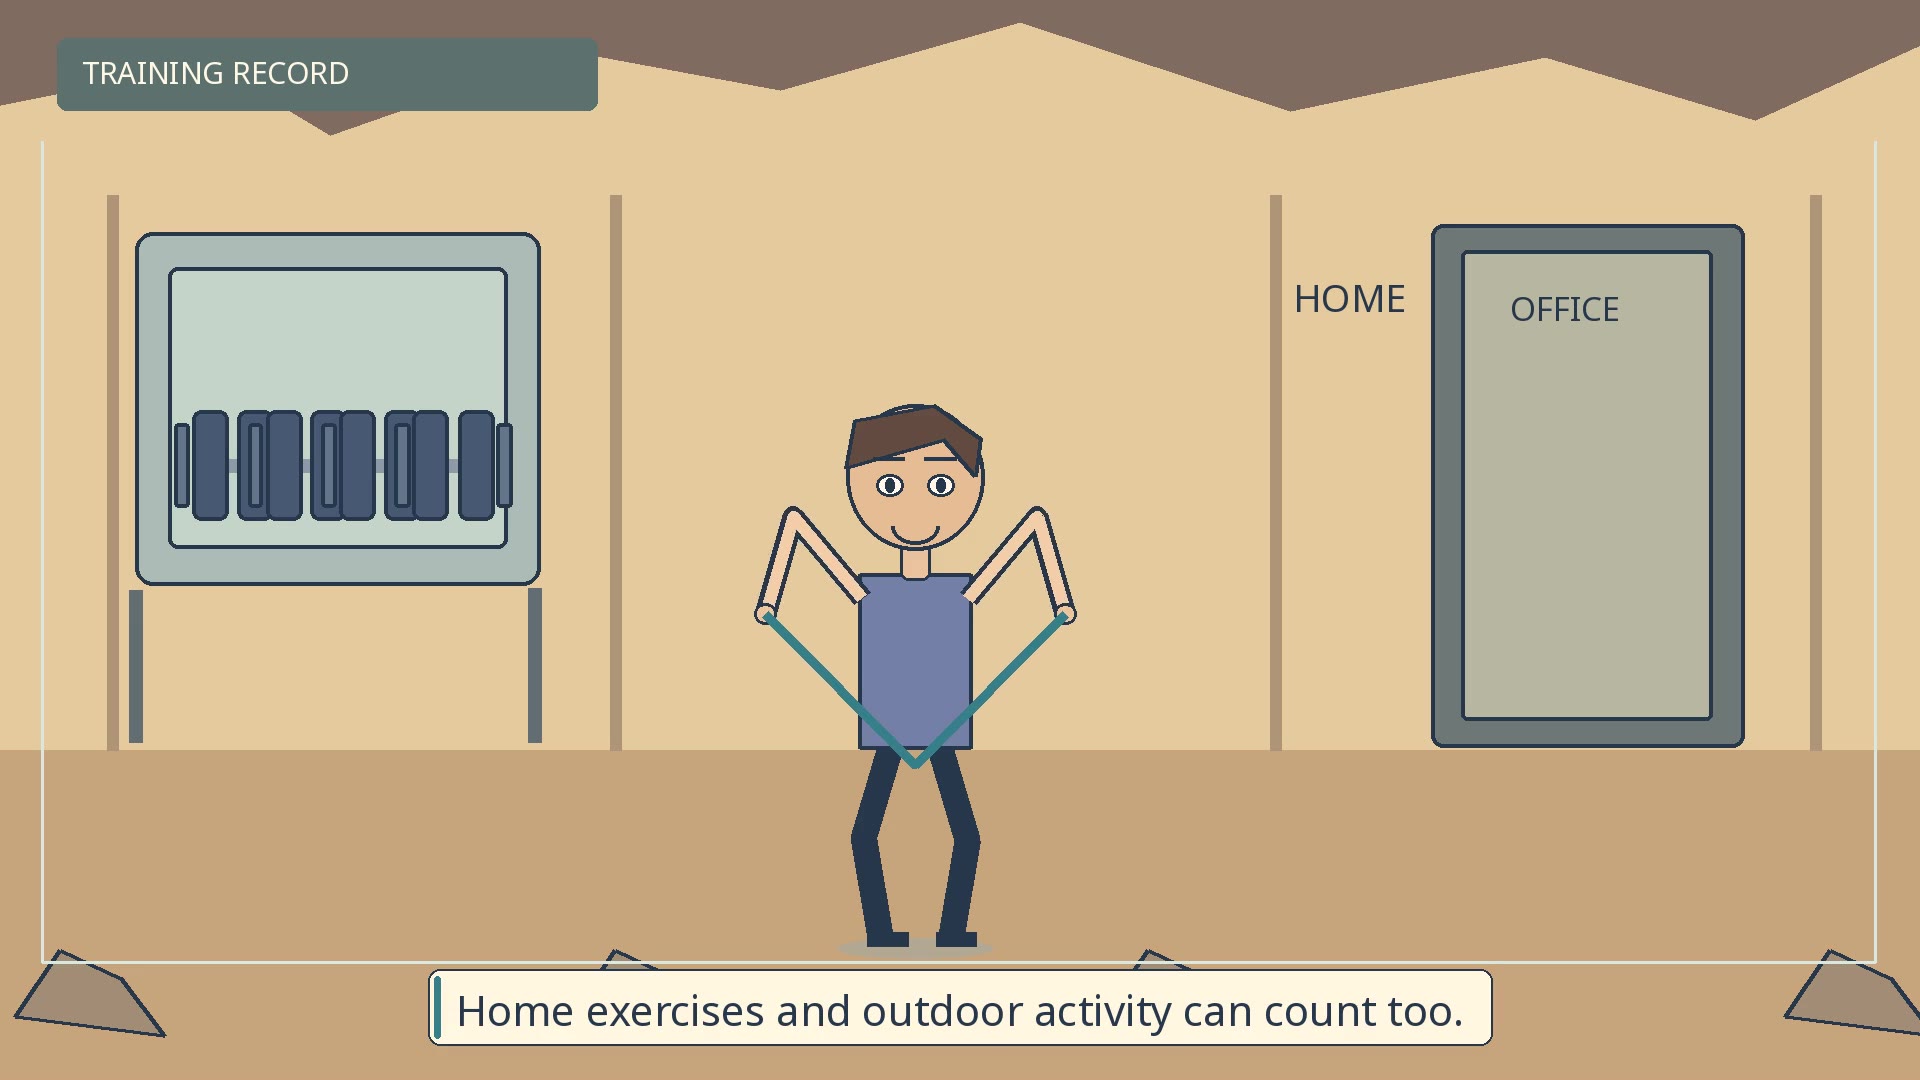 TRAINING RECORD
HOME
OFFICE
Home exercises and outdoor activity can count too.